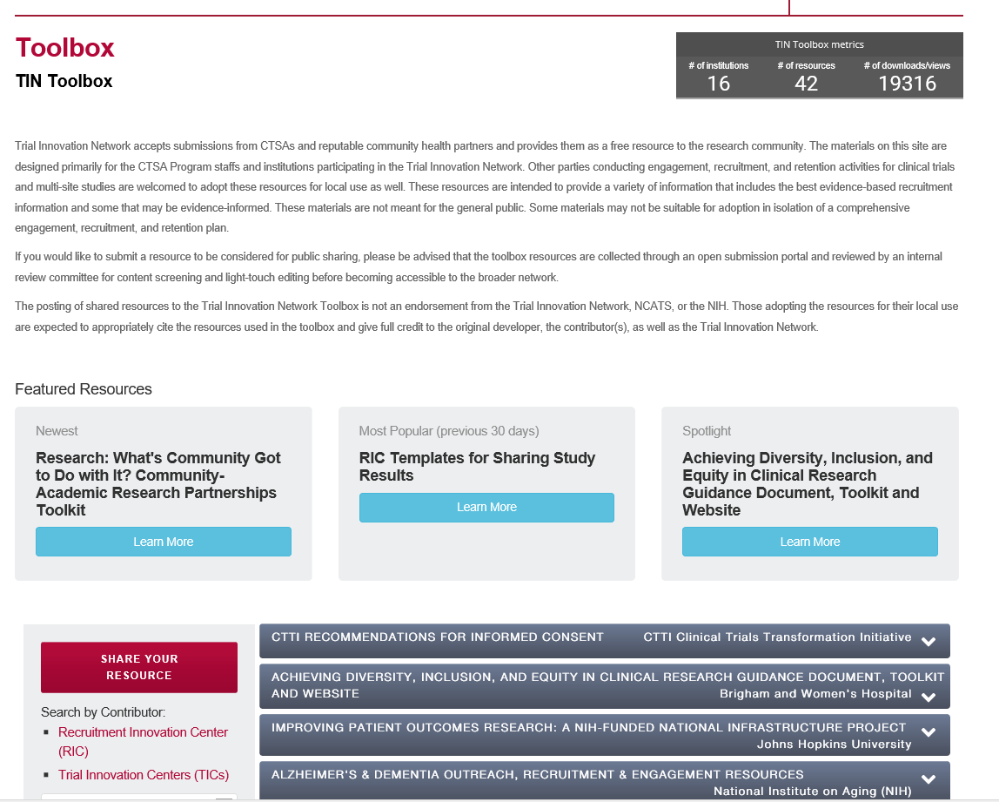 Toolbox
TIN Toolbox
TIN Toolbox metrics
# of institutions # of resources # of downloads/views
16 42 19316
Trial Innovation Network accepts submissions from CTSAs and reputable community health partners and provides them as a free resource to the research community. The materials on this site are
designed primarily for the CTSA Program staffs and institutions participating in the Trial Innovation Network. Other parties conducting engagement, recruitment, and retention activities for clinical trials
and multi-site studies are welcomed to adopt these resources for local use as well. These resources are intended to provide a variety of information that includes the best evidence-based recruitment
information and some that may be evidence-informed. These materials are not meant for the general public. Some materials may not be suitable for adoption in isolation of a comprehensive
engagement, recruitment, and retention plan.
If you would like to submit a resource to be considered for public sharing, please be advised that the toolbox resources are collected through an open submission portal and reviewed by an internal
review committee for content screening and light-touch editing before becoming accessible to the broader network.
The posting of shared resources to the Trial Innovation Network Toolbox is not an endorsement from the Trial Innovation Network, NCATS, or the NIH. Those adopting the resources for their local use
are expected to appropriately cite the resources used in the toolbox and give full credit to the original developer, the contributor(s), as well as the Trial Innovation Network.
Featured Resources
Newest
Research: What's Community Got
to Do with It? Community-
Academic Research Partnerships
Toolkit
Learn More
Most Popular (previous 30 days)
RIC Templates for Sharing Study
Results
Learn More
Spotlight
Achieving Diversity, Inclusion, and
Equity in Clinical Research
Guidance Document, Toolkit and
Website
Learn More
SHARE YOUR
RESOURCE
Search by Contributor:
Recruitment Innovation Center
(RIC)
Trial Innovation Centers (TICs)
CTTI RECOMMENDATIONS FOR INFORMED CONSENT CTTI Clinical Trials Transformation Initiative
ACHIEVING DIVERSITY, INCLUSION, AND EQUITY IN CLINICAL RESEARCH GUIDANCE DOCUMENT, TOOLKIT
AND WEBSITE Brigham and Women's Hospital
IMPROVING PATIENT OUTCOMES RESEARCH: A NIH-FUNDED NATIONAL INFRASTRUCTURE PROJECT
Johns Hopkins University
ALZHEIMER'S & DEMENTIA OUTREACH, RECRUITMENT & ENGAGEMENT RESOURCES
National Institute on Aging (NIH)